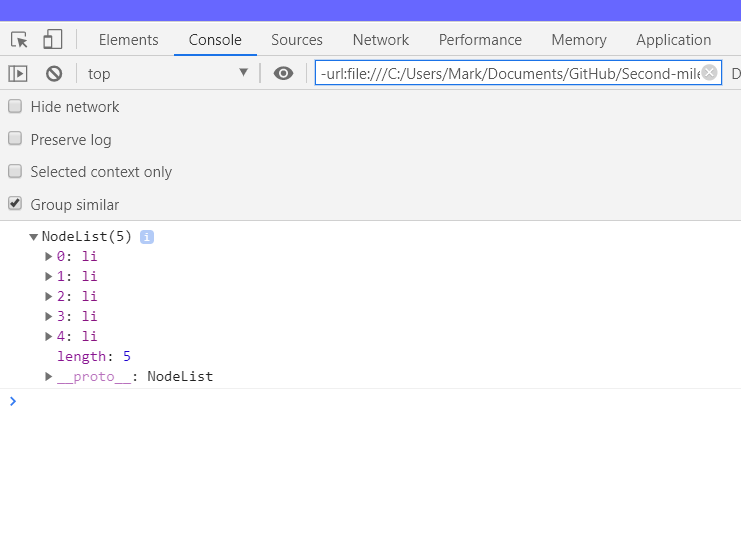 Elements Console Sources Network Performance Memory Application
top -url:file:///C:/Users/Mark/Documents/GitHub/Second-mile D
Hide network
Preserve log
Selected context only
Group similar
NodeList(5) i
0: li
1: li
2: li
3: li
4: li
length: 5
__proto__: NodeList